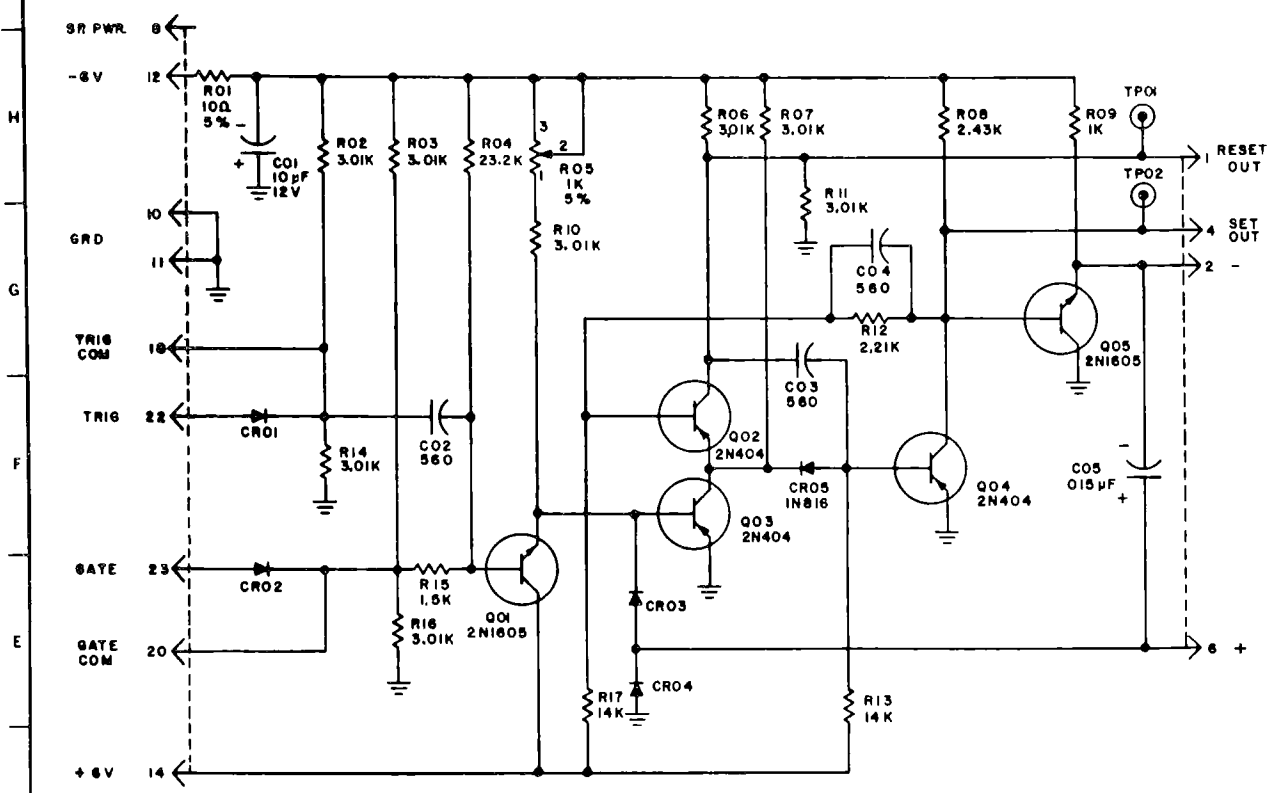 SR PWR 8
-6V 12
R01
10Ω
5%
-
+
C01
10µF
12V
R02
3.01K
R03
3.01K
R04
23.2K
3
2
1
R05
1K
5%
R06
3.01K
R07
3.01K
R08
2.43K
R09
1K
TP01
1 RESET
OUT
TP02
4 SET
OUT
2 -
H
G
F
E
GRD
10
11
R10
3.01K
R11
3.01K
C04
560
R12
2.21K
Q05
2N1605
TRIG
COM
18
TRIG 22
CR01
R14
3.01K
C02
560
C03
560
Q02
2N404
CR05
1N816
Q04
2N404
-
C05
.015µF
+
Q03
2N404
GATE 23
CR02
R15
1.5K
Q01
2N1605
R16
3.01K
GATE
COM
20
CR03
CR04
6 +
R17
14K
R13
14K
+6V 14